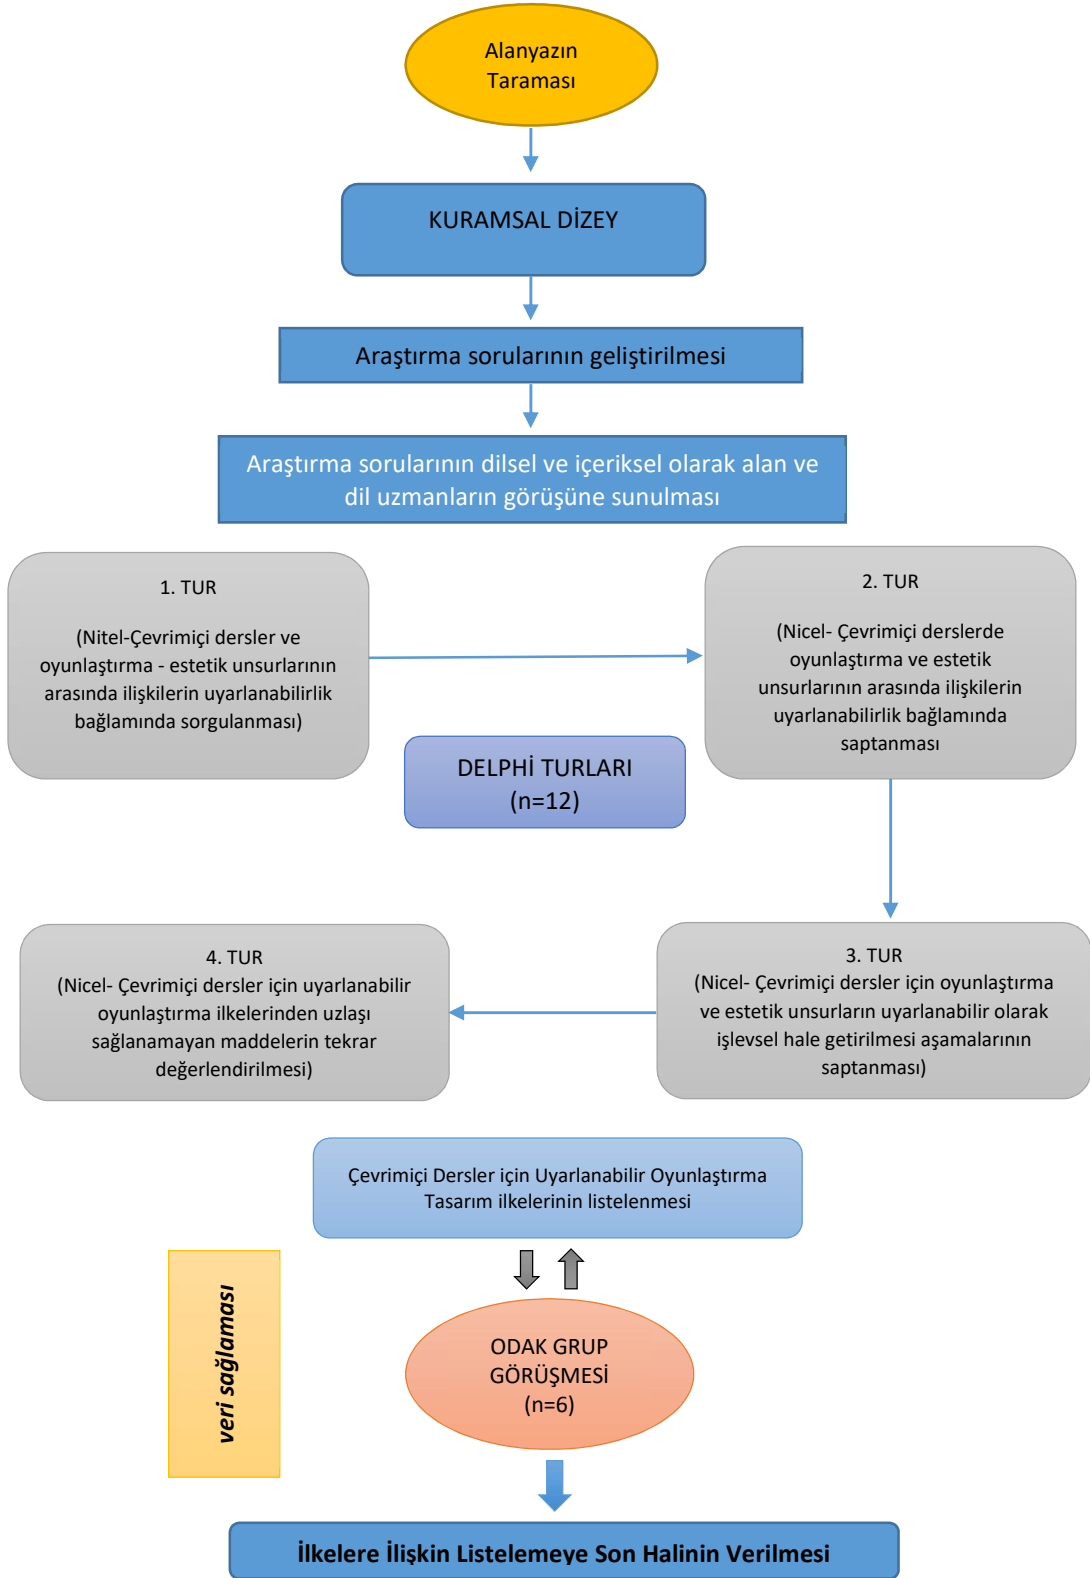 Alanyazın
Taraması
KURAMSAL DİZEY
Araştırma sorularının geliştirilmesi
Araştırma sorularının dilsel ve içeriksel olarak alan ve
dil uzmanların görüşüne sunulması
1. TUR
(Nitel-Çevrimiçi dersler ve
oyunlaştırma - estetik unsurlarının
arasında ilişkilerin uyarlanabilirlik
bağlamında sorgulanması)
2. TUR
(Nicel- Çevrimiçi derslerde
oyunlaştırma ve estetik
unsurlarının arasında ilişkilerin
uyarlanabilirlik bağlamında
saptanması
DELPHİ TURLARI
(n=12)
4. TUR
(Nicel- Çevrimiçi dersler için uyarlanabilir
oyunlaştırma ilkelerinden uzlaşı
sağlanamayan maddelerin tekrar
değerlendirilmesi)
3. TUR
(Nicel- Çevrimiçi dersler için oyunlaştırma
ve estetik unsurların uyarlanabilir olarak
işlevsel hale getirilmesi aşamalarının
saptanması)
Çevrimiçi Dersler için Uyarlanabilir Oyunlaştırma
Tasarım ilkelerinin listelenmesi
veri sağlaması
ODAK GRUP
GÖRÜŞMESİ
(n=6)
İlkelere İlişkin Listelemeye Son Halinin Verilmesi